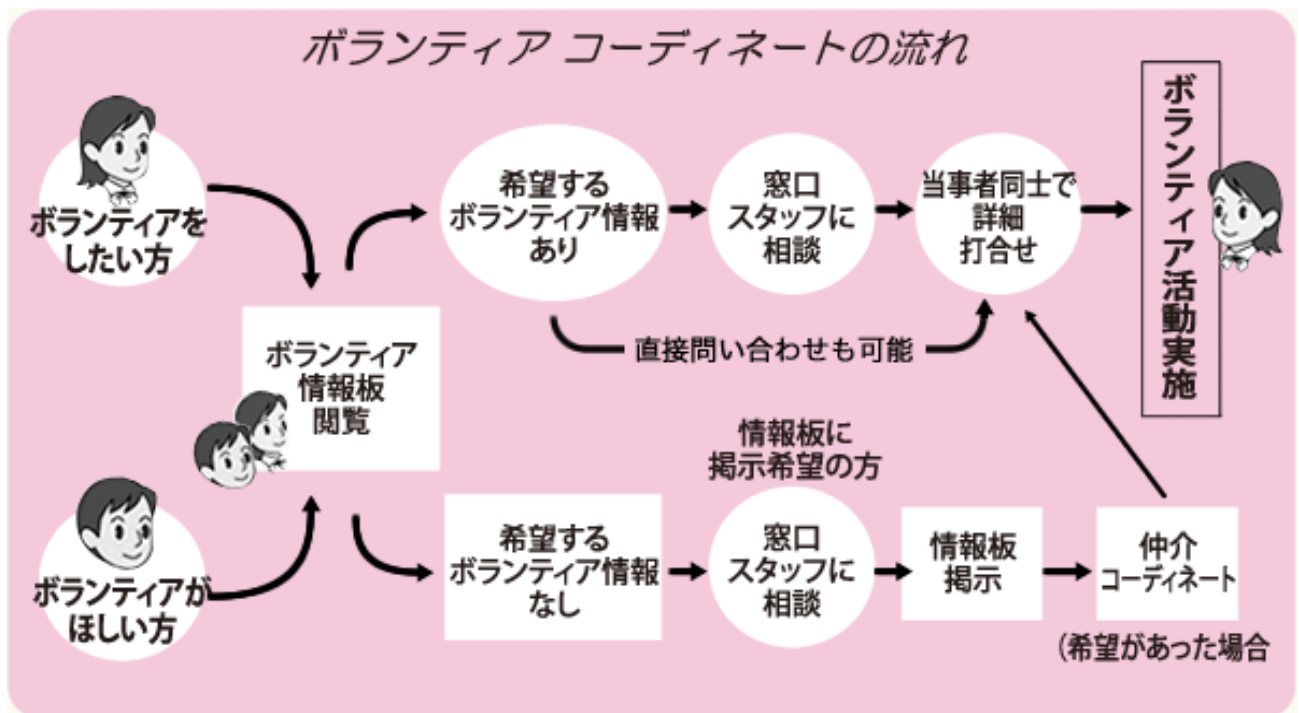 ボランティア コーディネートの流れ
ボランティアを
したい方
ボランティアが
ほしい方
ボランティア
情報板
閲覧
希望する
ボランティア情報
あり
窓口
スタッフに
相談
当事者同士で
詳細
打合せ
ボランティア活動実施
直接問い合わせも可能
希望する
ボランティア情報
なし
情報板に
掲示希望の方
窓口
スタッフに
相談
情報板
掲示
仲介
コーディネート
(希望があった場合